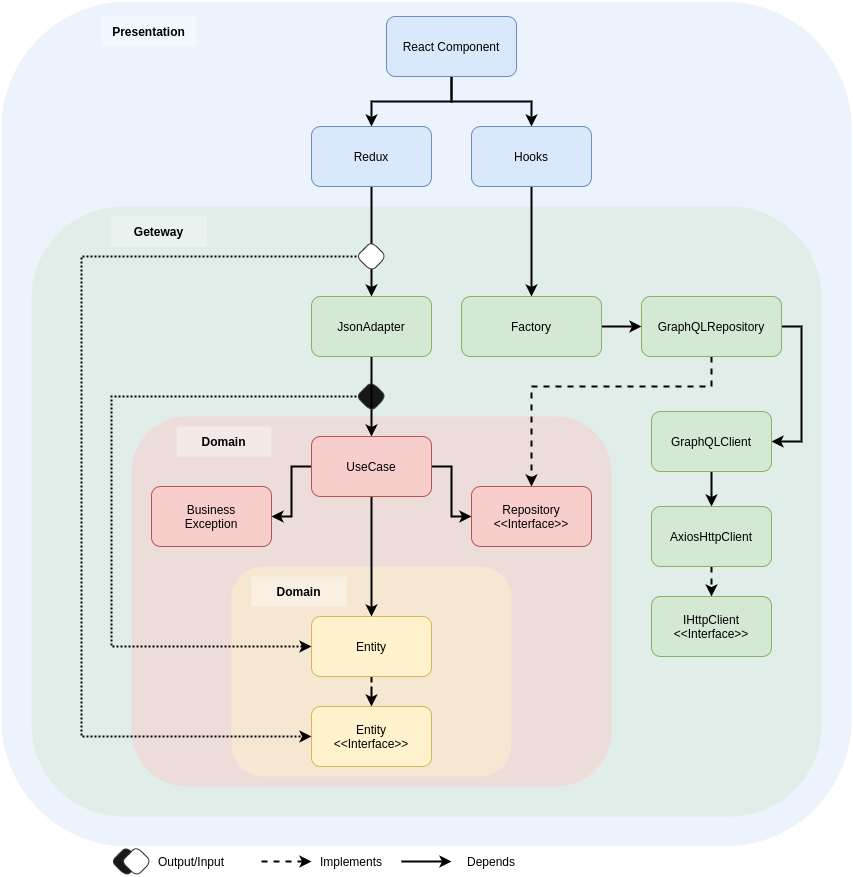 Presentation
React Component
Redux
Hooks
Geteway
JsonAdapter
Factory
GraphQLRepository
Domain
GraphQLClient
UseCase
Business
Exception
Repository
<<Interface>>
AxiosHttpClient
Domain
IHttpClient
<<Interface>>
Entity
Entity
<<Interface>>
Output/Input
Implements
Depends